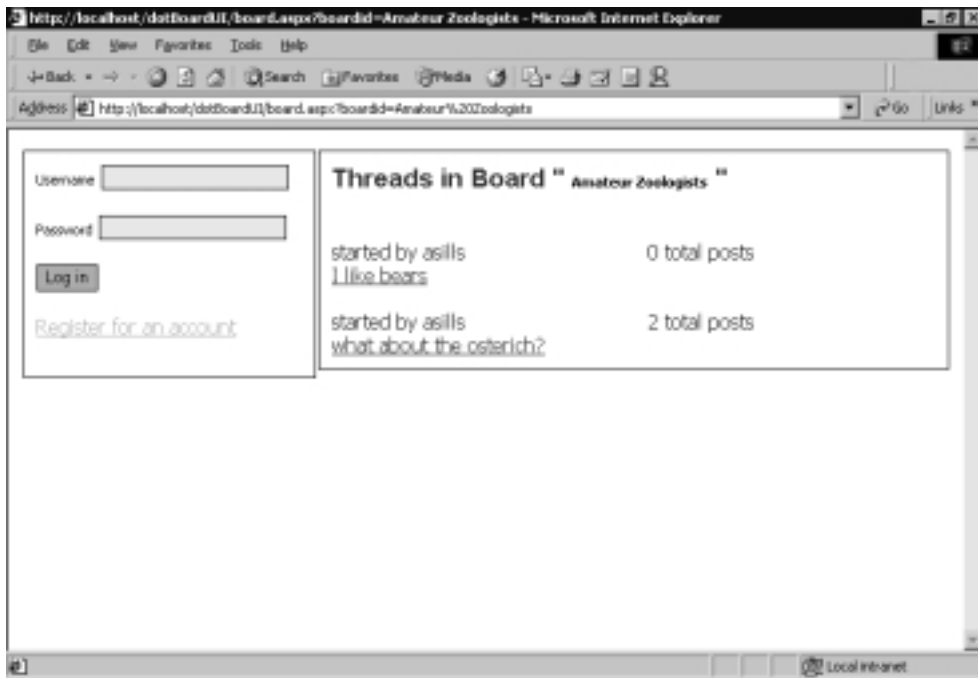 http://localhost/dotBoardUI/board.aspx?boardid=Amateur Zoologists - Microsoft Internet Explorer
File Edit View Favorites Tools Help
Back Search Favorites Media
Address http://localhost/dotBoardUI/board.aspx?boardid=Amateur%20Zoologists Go Links »
Username
Password
Log in
Register for an account
Threads in Board " Amateur Zoologists "
started by asills 0 total posts
I like bears
started by asills 2 total posts
what about the osterich?
Local intranet